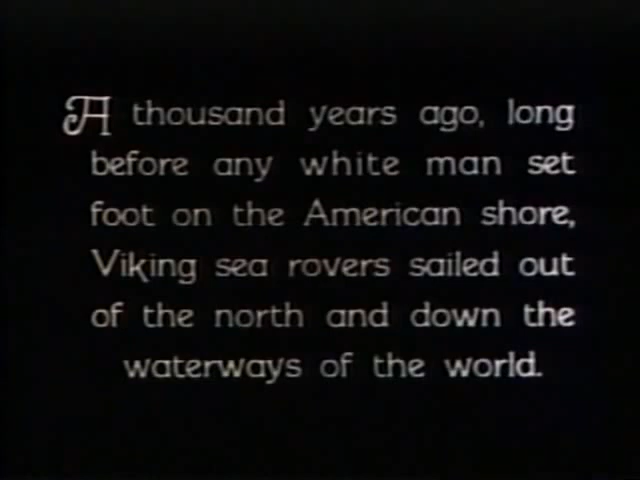 A thousand years ago, long
before any white man set
foot on the American shore,
Viking sea rovers sailed out
of the north and down the
waterways of the world.